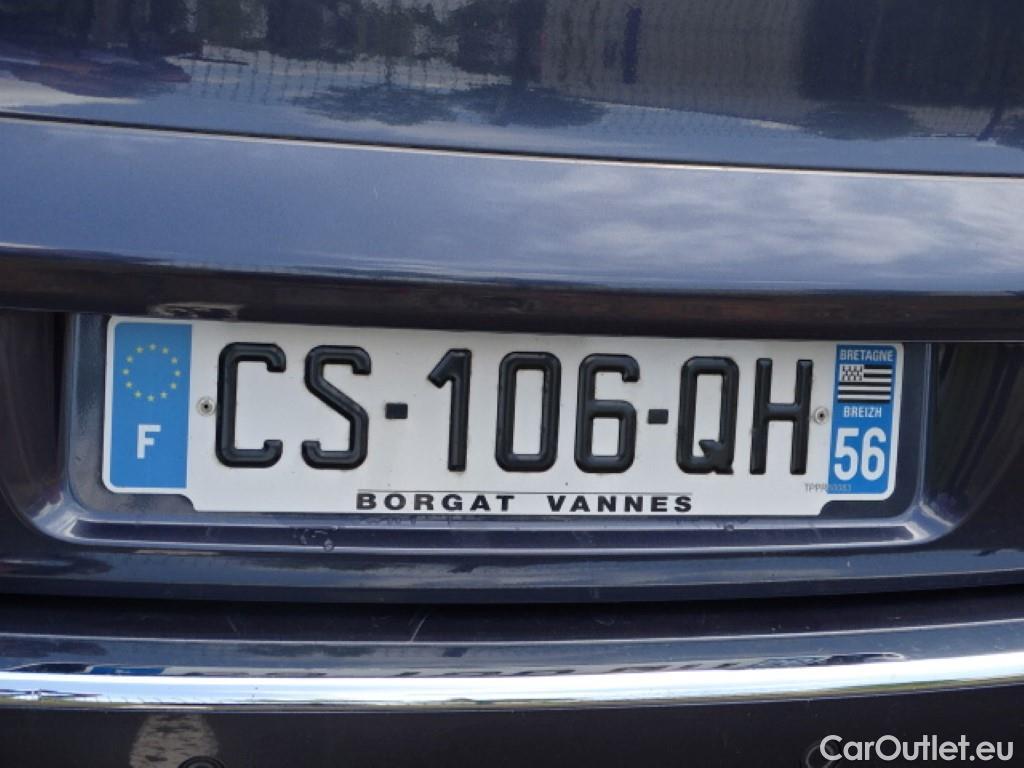 BRETAGNE
F CS-106-QH BREIZH
56
BORGAT VANNES
CarOutlet.eu